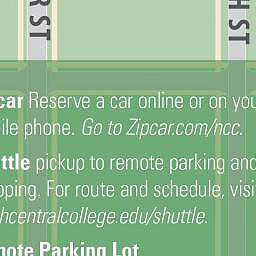 R ST
H ST
car Reserve a car online or on you
ile phone. Go to Zipcar.com/ncc.
ttle pickup to remote parking and
pping. For route and schedule, visi
hcentralcollege.edu/shuttle.
mote Parking Lot